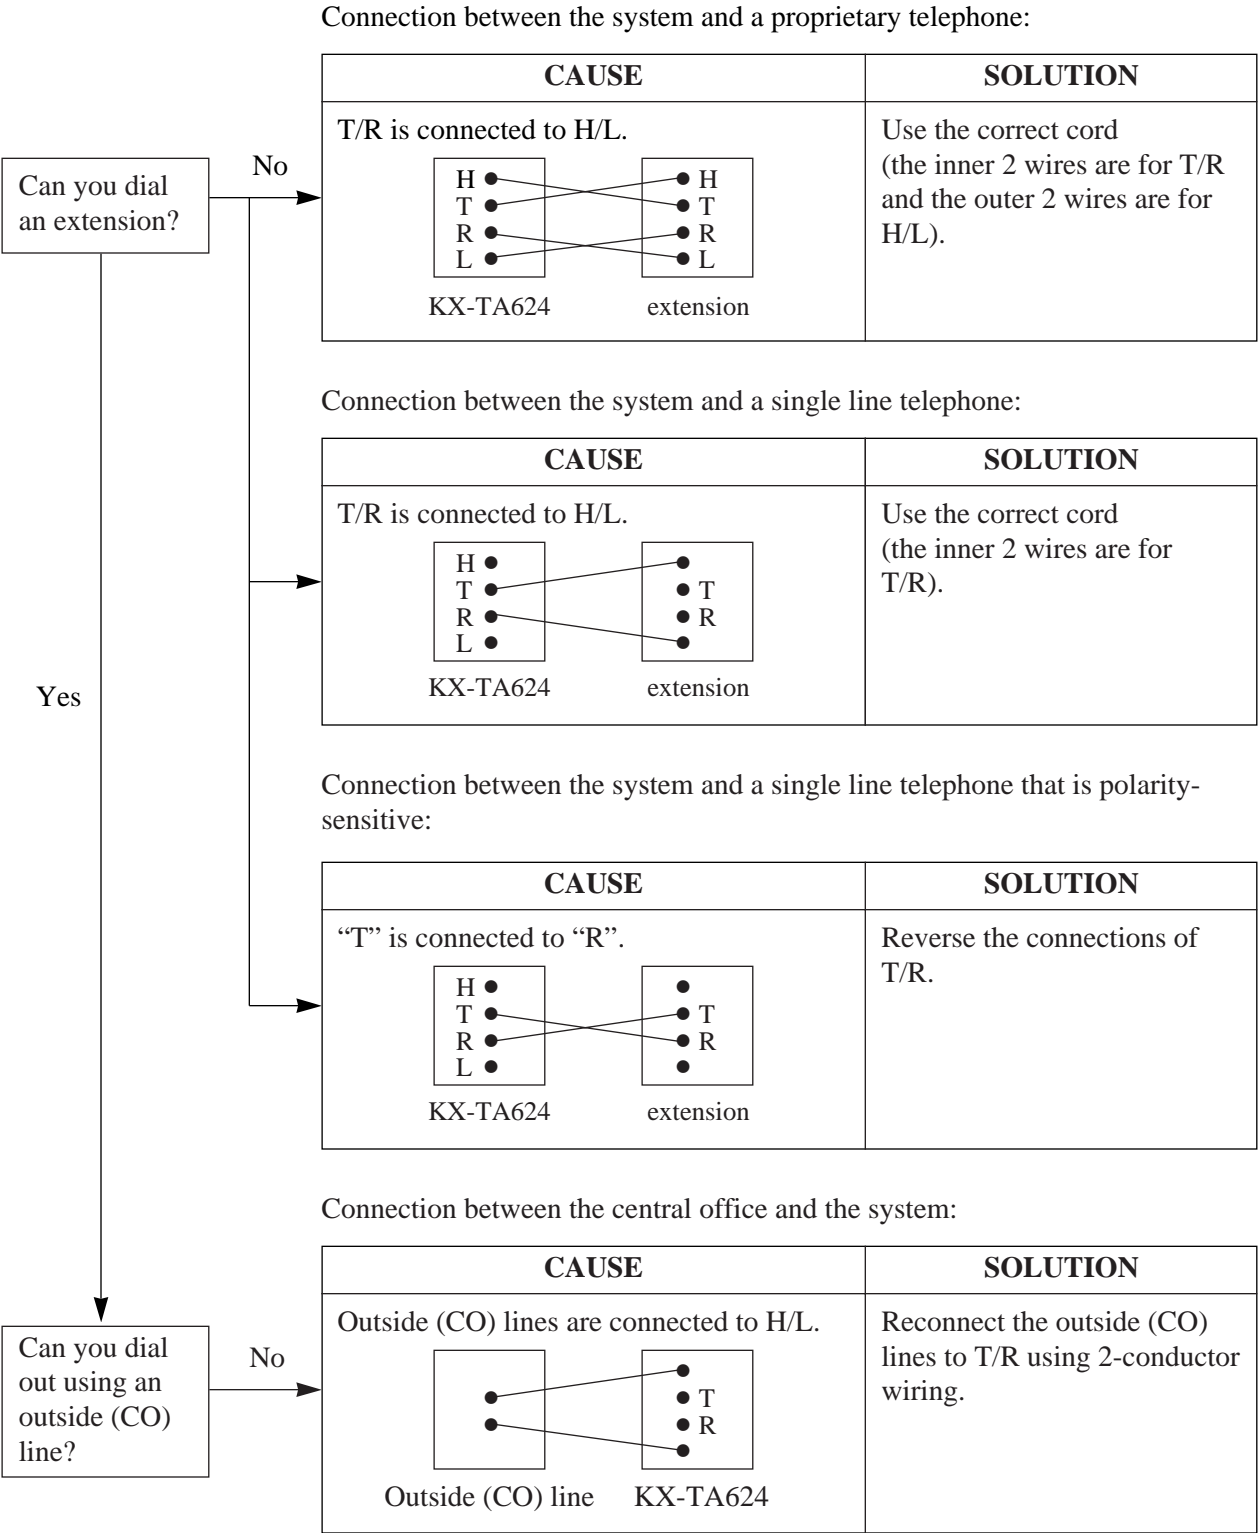 Connection between the system and a proprietary telephone:
CAUSE
SOLUTION
Can you dial
an extension?
No
T/R is connected to H/L.
H
T
R
L
H
T
R
L
KX-TA624
extension
Use the correct cord
(the inner 2 wires are for T/R
and the outer 2 wires are for
H/L).
Connection between the system and a single line telephone:
CAUSE
SOLUTION
T/R is connected to H/L.
H
T
R
L
T
R
KX-TA624
extension
Use the correct cord
(the inner 2 wires are for
T/R).
Yes
Connection between the system and a single line telephone that is polarity-
sensitive:
CAUSE
SOLUTION
“T” is connected to “R”.
H
T
R
L
T
R
KX-TA624
extension
Reverse the connections of
T/R.
Connection between the central office and the system:
CAUSE
SOLUTION
Can you dial
out using an
outside (CO)
line?
No
Outside (CO) lines are connected to H/L.
T
R
Outside (CO) line
KX-TA624
Reconnect the outside (CO)
lines to T/R using 2-conductor
wiring.